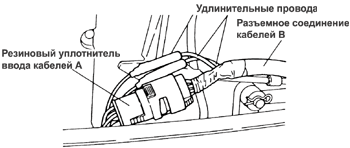 Удлинительные провода
Разъемное соединение
кабелей В
Резиновый уплотнитель
ввода кабелей А